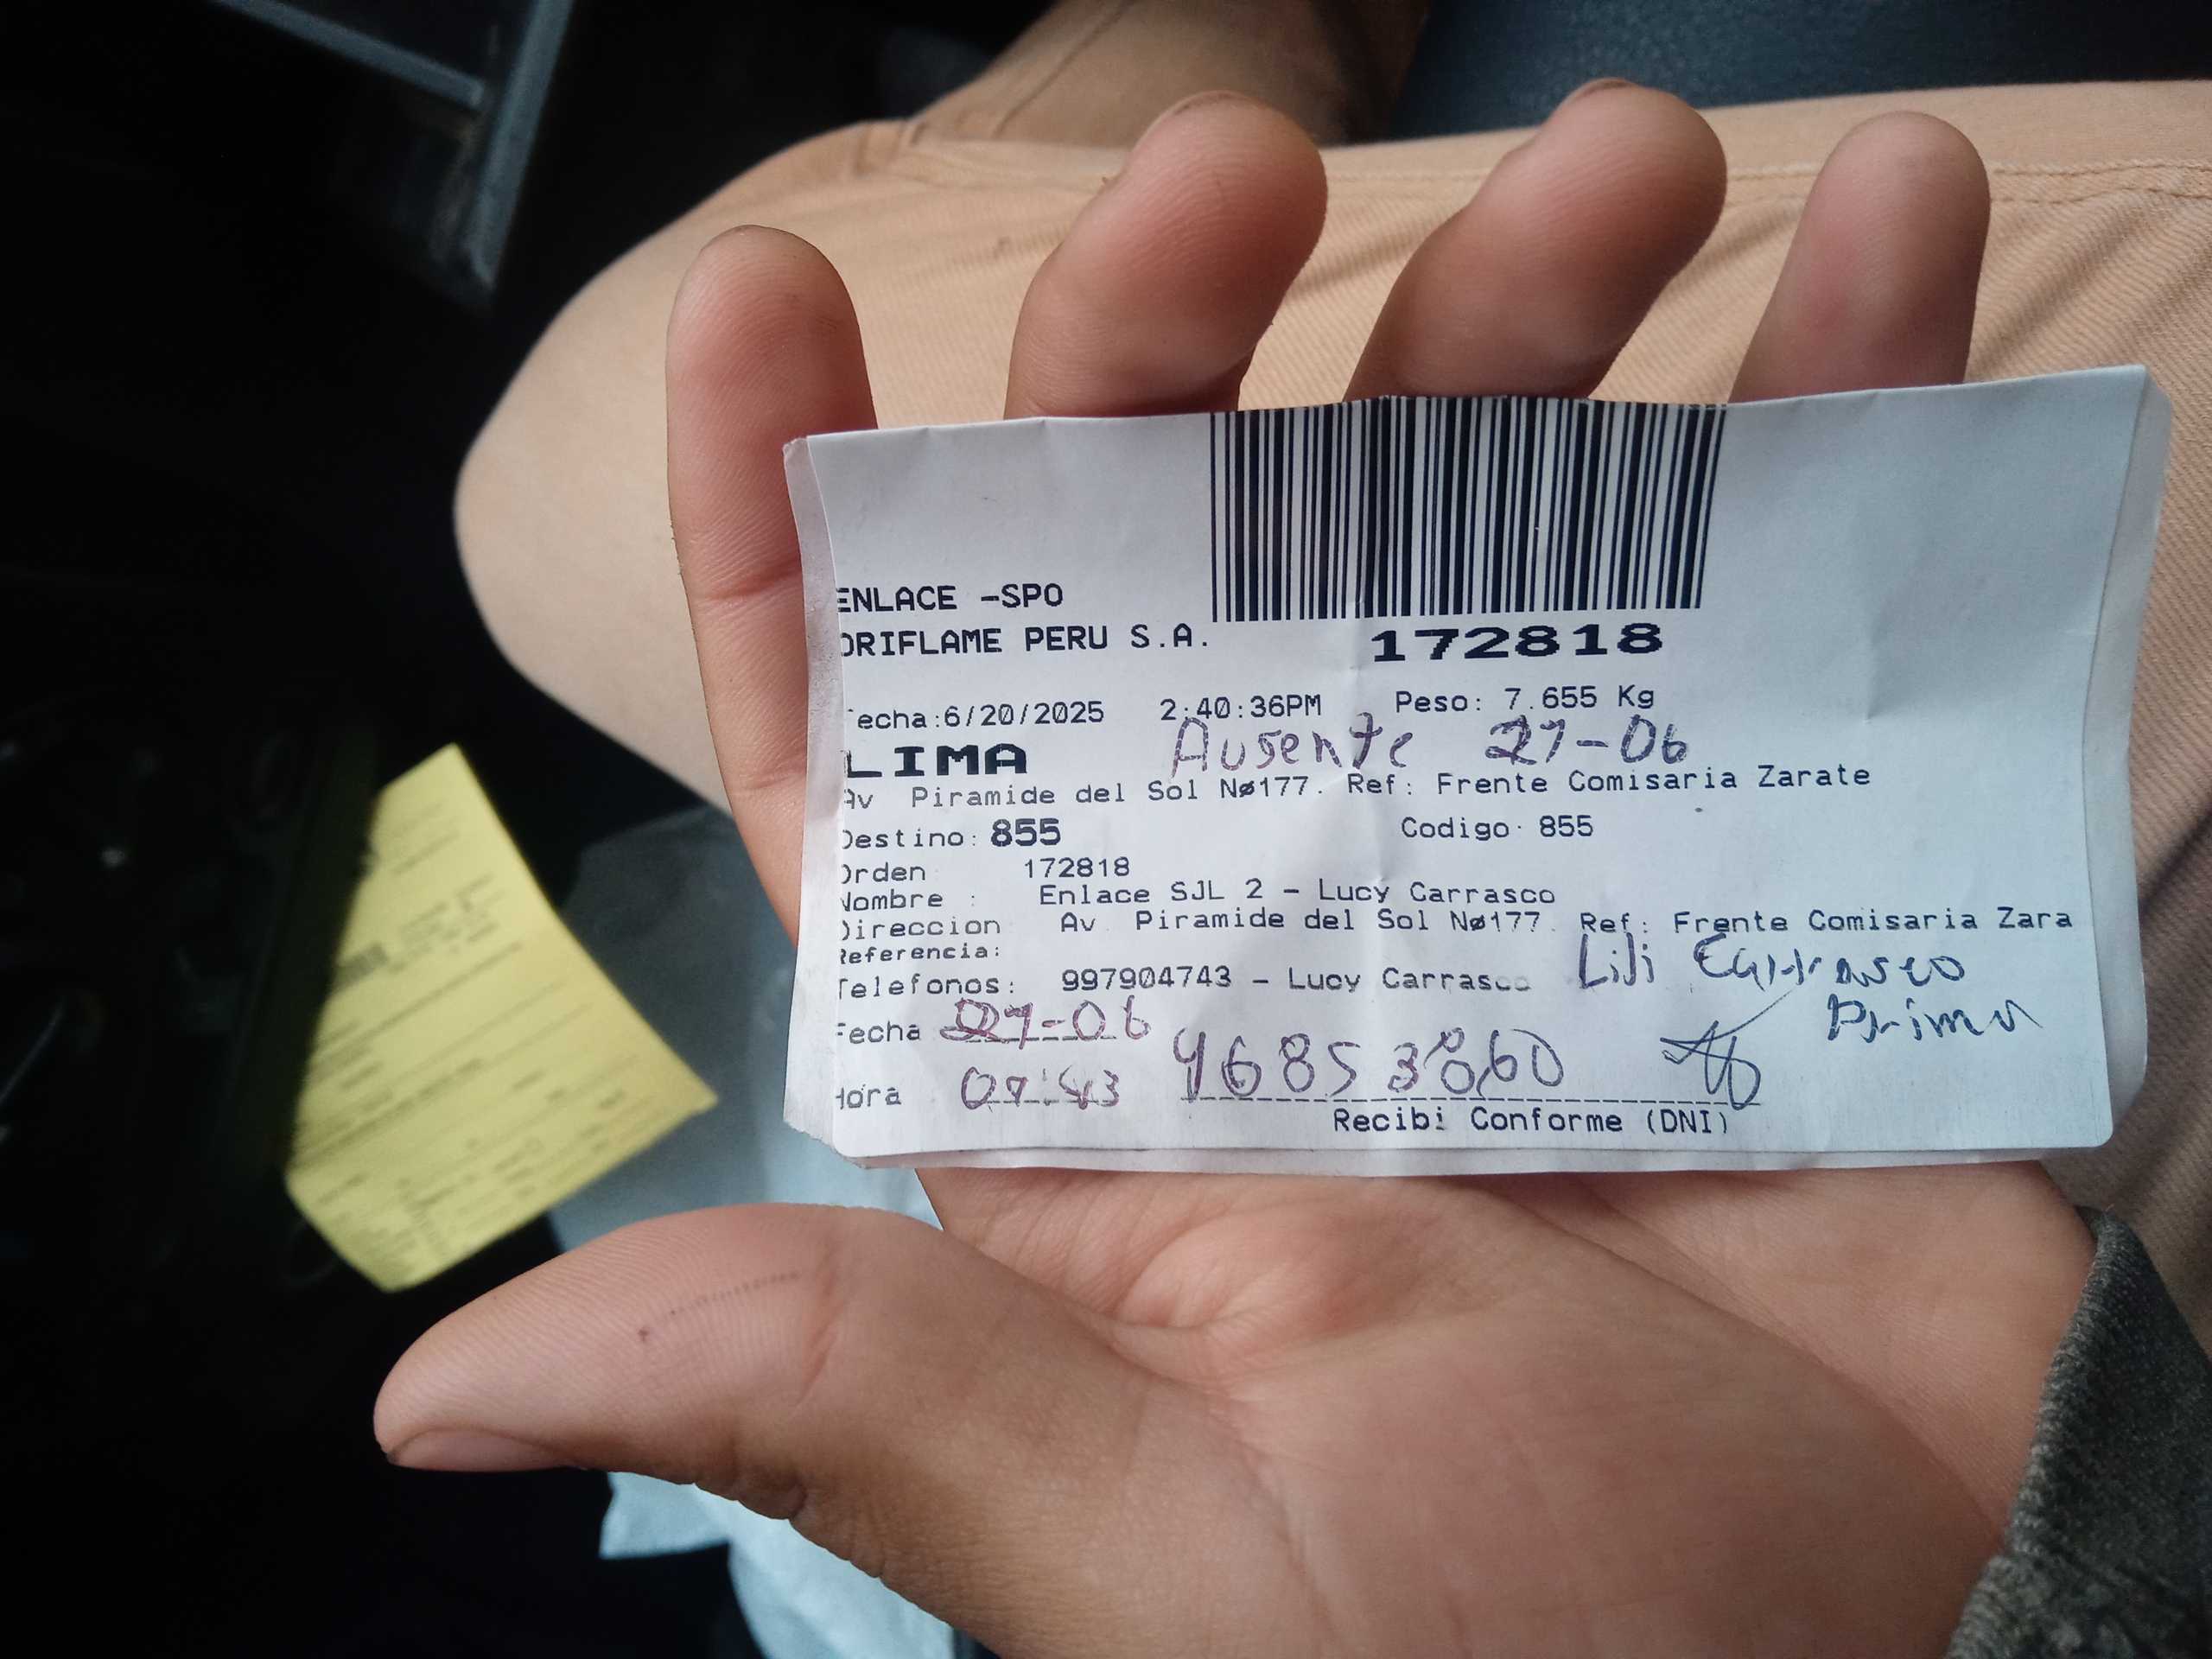 ENLACE -SPO
ORIFLAME PERU S.A.
172818
echa:6/20/2025 2:40:36PM Peso: 7.655 Kg
LIMA Ausente 27-06
Av Piramide del Sol Nø177. Ref: Frente Comisaria Zarate
Destino: 855 Codigo: 855
Orden 172818
Nombre : Enlace SJL 2 - Lucy Carrasco
Direccion Av Piramide del Sol Nø177 Ref: Frente Comisaria Zara
Referencia:
Telefonos: 997904743 - Lucy Carrasco Lili Carrasco
Prima
Fecha 27-06
Hora
Recibi Conforme (DNI)